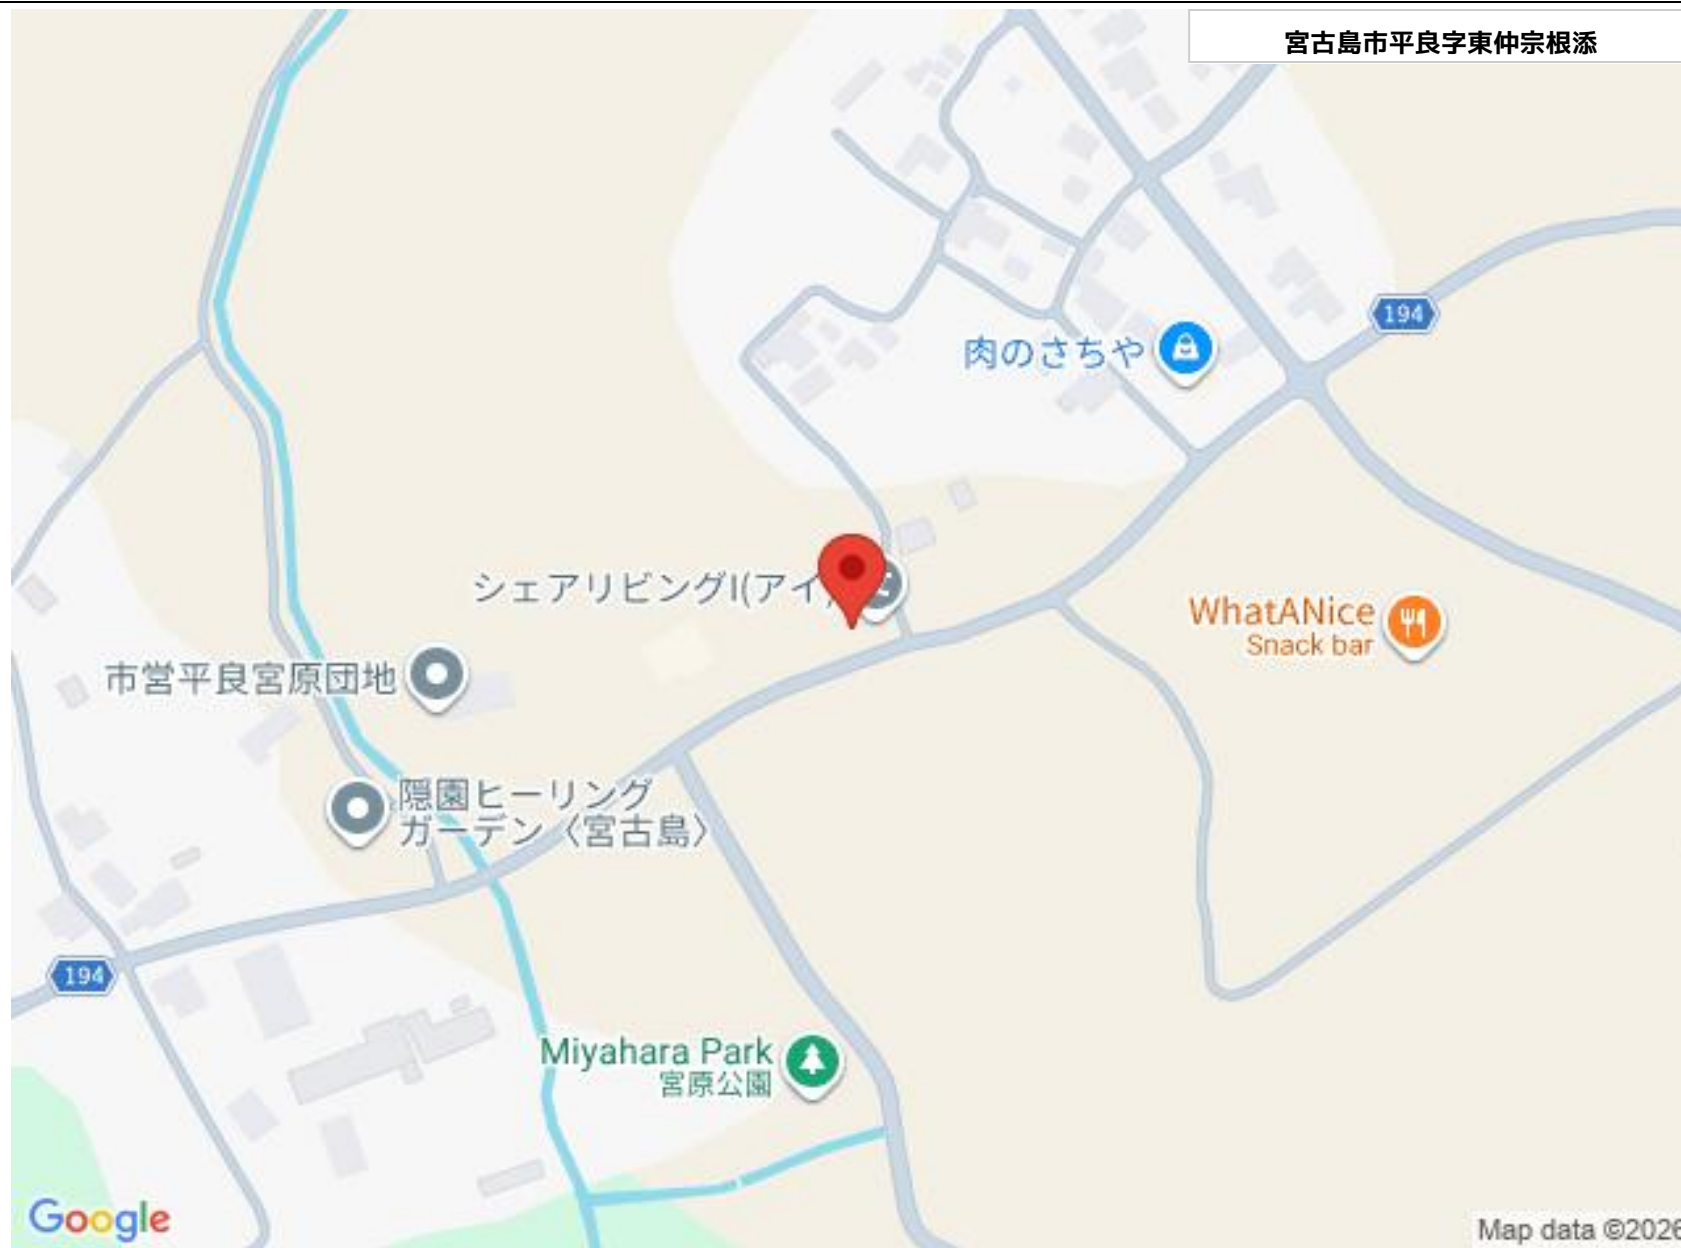 宮古島市平良字東仲宗根添
194
肉のさちや
シェアリビングI(アイ)
WhatANice
Snack bar
市営平良宮原団地
隠園ヒーリング
ガーデン〈宮古島〉
194
Miyahara Park
宮原公園
Google
Map data ©2026